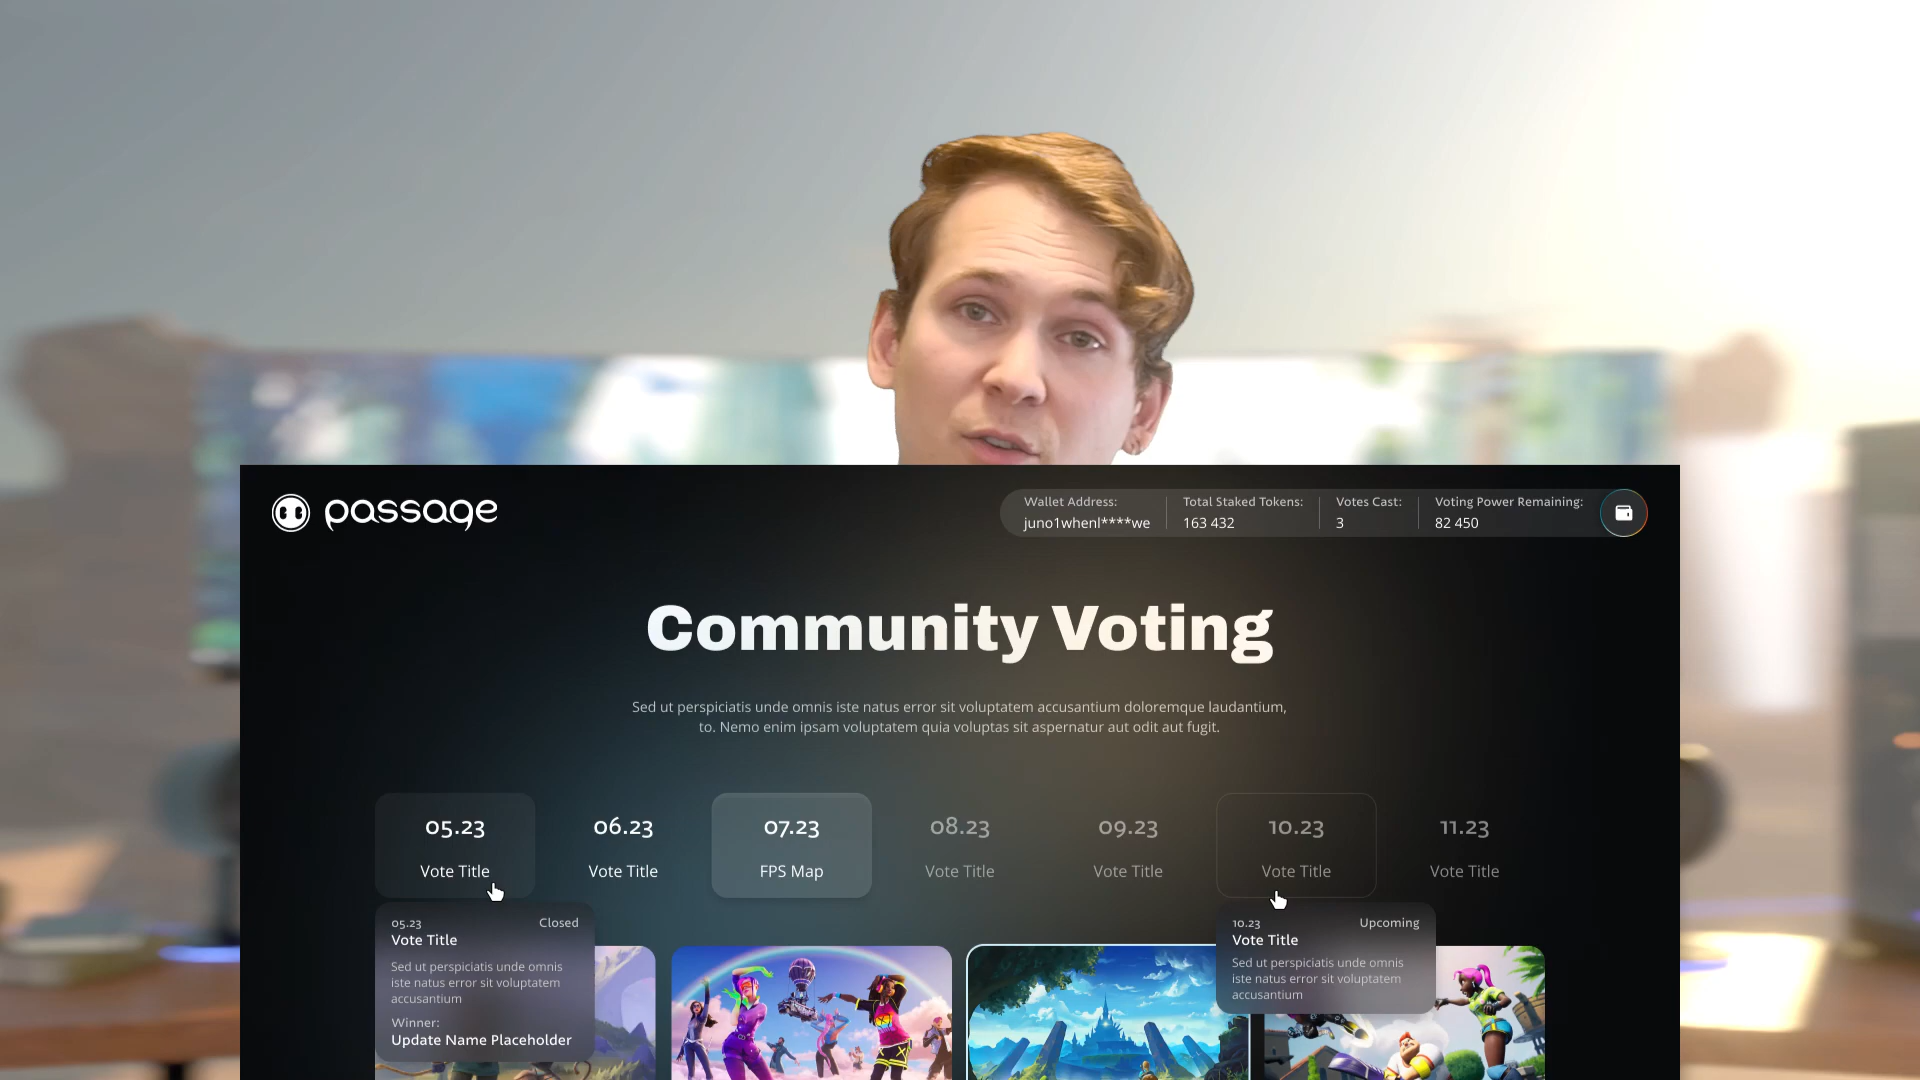 passage
Wallet Address:
juno1whenl****we
Total Staked Tokens:
163 432
Votes Cast:
3
Voting Power Remaining:
82 450
Community Voting
Sed ut perspiciatis unde omnis iste natus error sit voluptatem accusantium doloremque laudantium,
to. Nemo enim ipsam voluptatem quia voluptas sit aspernatur aut odit aut fugit.
05.23
Vote Title
06.23
Vote Title
07.23
FPS Map
08.23
Vote Title
09.23
Vote Title
10.23
Vote Title
11.23
Vote Title
05.23
Closed
Vote Title
Sed ut perspiciatis unde omnis
iste natus error sit voluptatem
accusantium
Winner:
Update Name Placeholder
10.23
Upcoming
Vote Title
Sed ut perspiciatis unde omnis
iste natus error sit voluptatem
accusantium